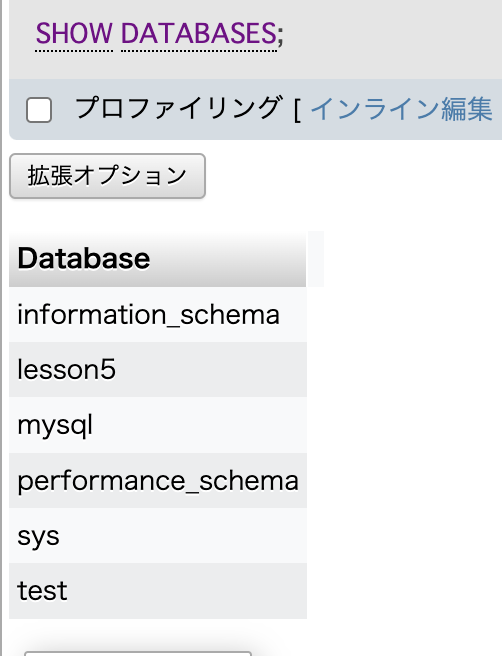 SHOW DATABASES;
プロファイリング [ インライン編集
拡張オプション
Database
information_schema
lesson5
mysql
performance_schema
sys
test